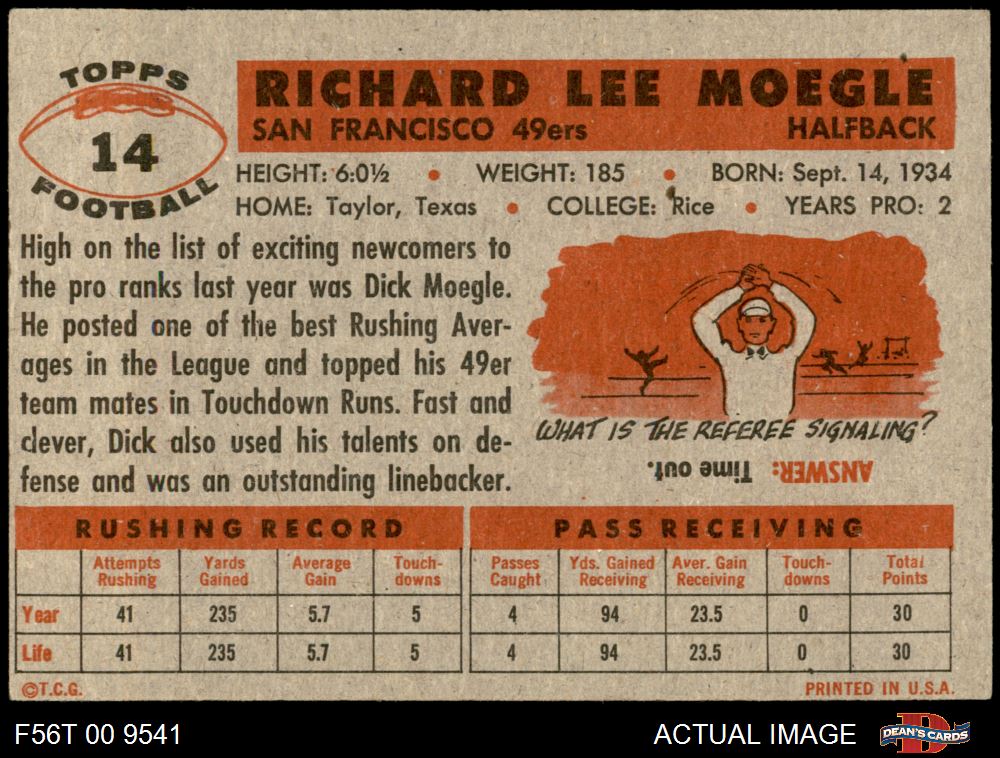 TOPPS
14
FOOTBALL
RICHARD LEE MOEGLE
SAN FRANCISCO 49ers HALFBACK
HEIGHT: 6:0½ • WEIGHT: 185 • BORN: Sept. 14, 1934
HOME: Taylor, Texas • COLLEGE: Rice • YEARS PRO: 2
High on the list of exciting newcomers to
the pro ranks last year was Dick Moegle.
He posted one of the best Rushing Aver-
ages in the League and topped his 49er
team mates in Touchdown Runs. Fast and
clever, Dick also used his talents on de-
fense and was an outstanding linebacker.
WHAT IS THE REFEREE SIGNALING?
ANSWER: Time out.
RUSHING RECORD
Attempts Rushing Yards Gained Average Gain Touch-downs
Year 41 235 5.7 5
Life 41 235 5.7 5
PASS RECEIVING
Passes Caught Yds. Gained Receiving Aver. Gain Receiving Touch-downs Total Points
4 94 23.5 0 30
4 94 23.5 0 30
©T.C.G. PRINTED IN U.S.A.
F56T 00 9541 ACTUAL IMAGE DEAN'S CARDS